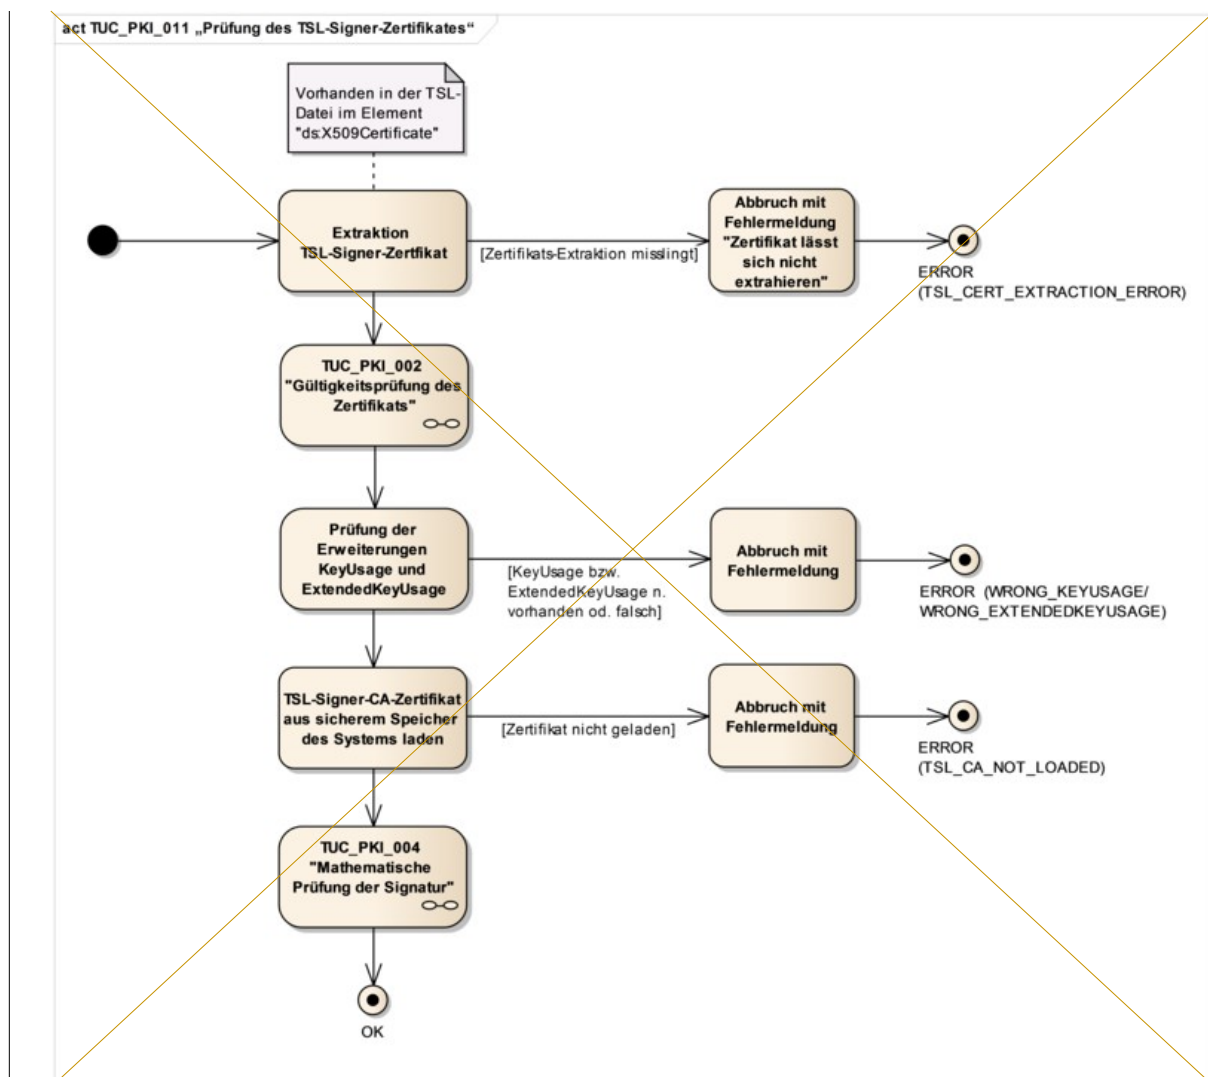 act TUC_PKI_011 „Prüfung des TSL-Signer-Zertifikates“
Vorhanden in der TSL-
Datei im Element
"ds:X509Certificate"
Extraktion
TSL-Signer-Zertfikat
[Zertifikats-Extraktion misslingt]
Abbruch mit
Fehlermeldung
"Zertifikat lässt
sich nicht
extrahieren"
ERROR
(TSL_CERT_EXTRACTION_ERROR)
TUC_PKI_002
"Gültigkeitsprüfung des
Zertifikats"
Prüfung der
Erweiterungen
KeyUsage und
ExtendedKeyUsage
[KeyUsage bzw.
ExtendedKeyUsage n.
vorhanden od. falsch]
Abbruch mit
Fehlermeldung
ERROR (WRONG_KEYUSAGE/
WRONG_EXTENDEDKEYUSAGE)
TSL-Signer-CA-Zertifikat
aus sicherem Speicher
des Systems laden
[Zertifikat nicht geladen]
Abbruch mit
Fehlermeldung
ERROR
(TSL_CA_NOT_LOADED)
TUC_PKI_004
"Mathematische
Prüfung der Signatur"
OK